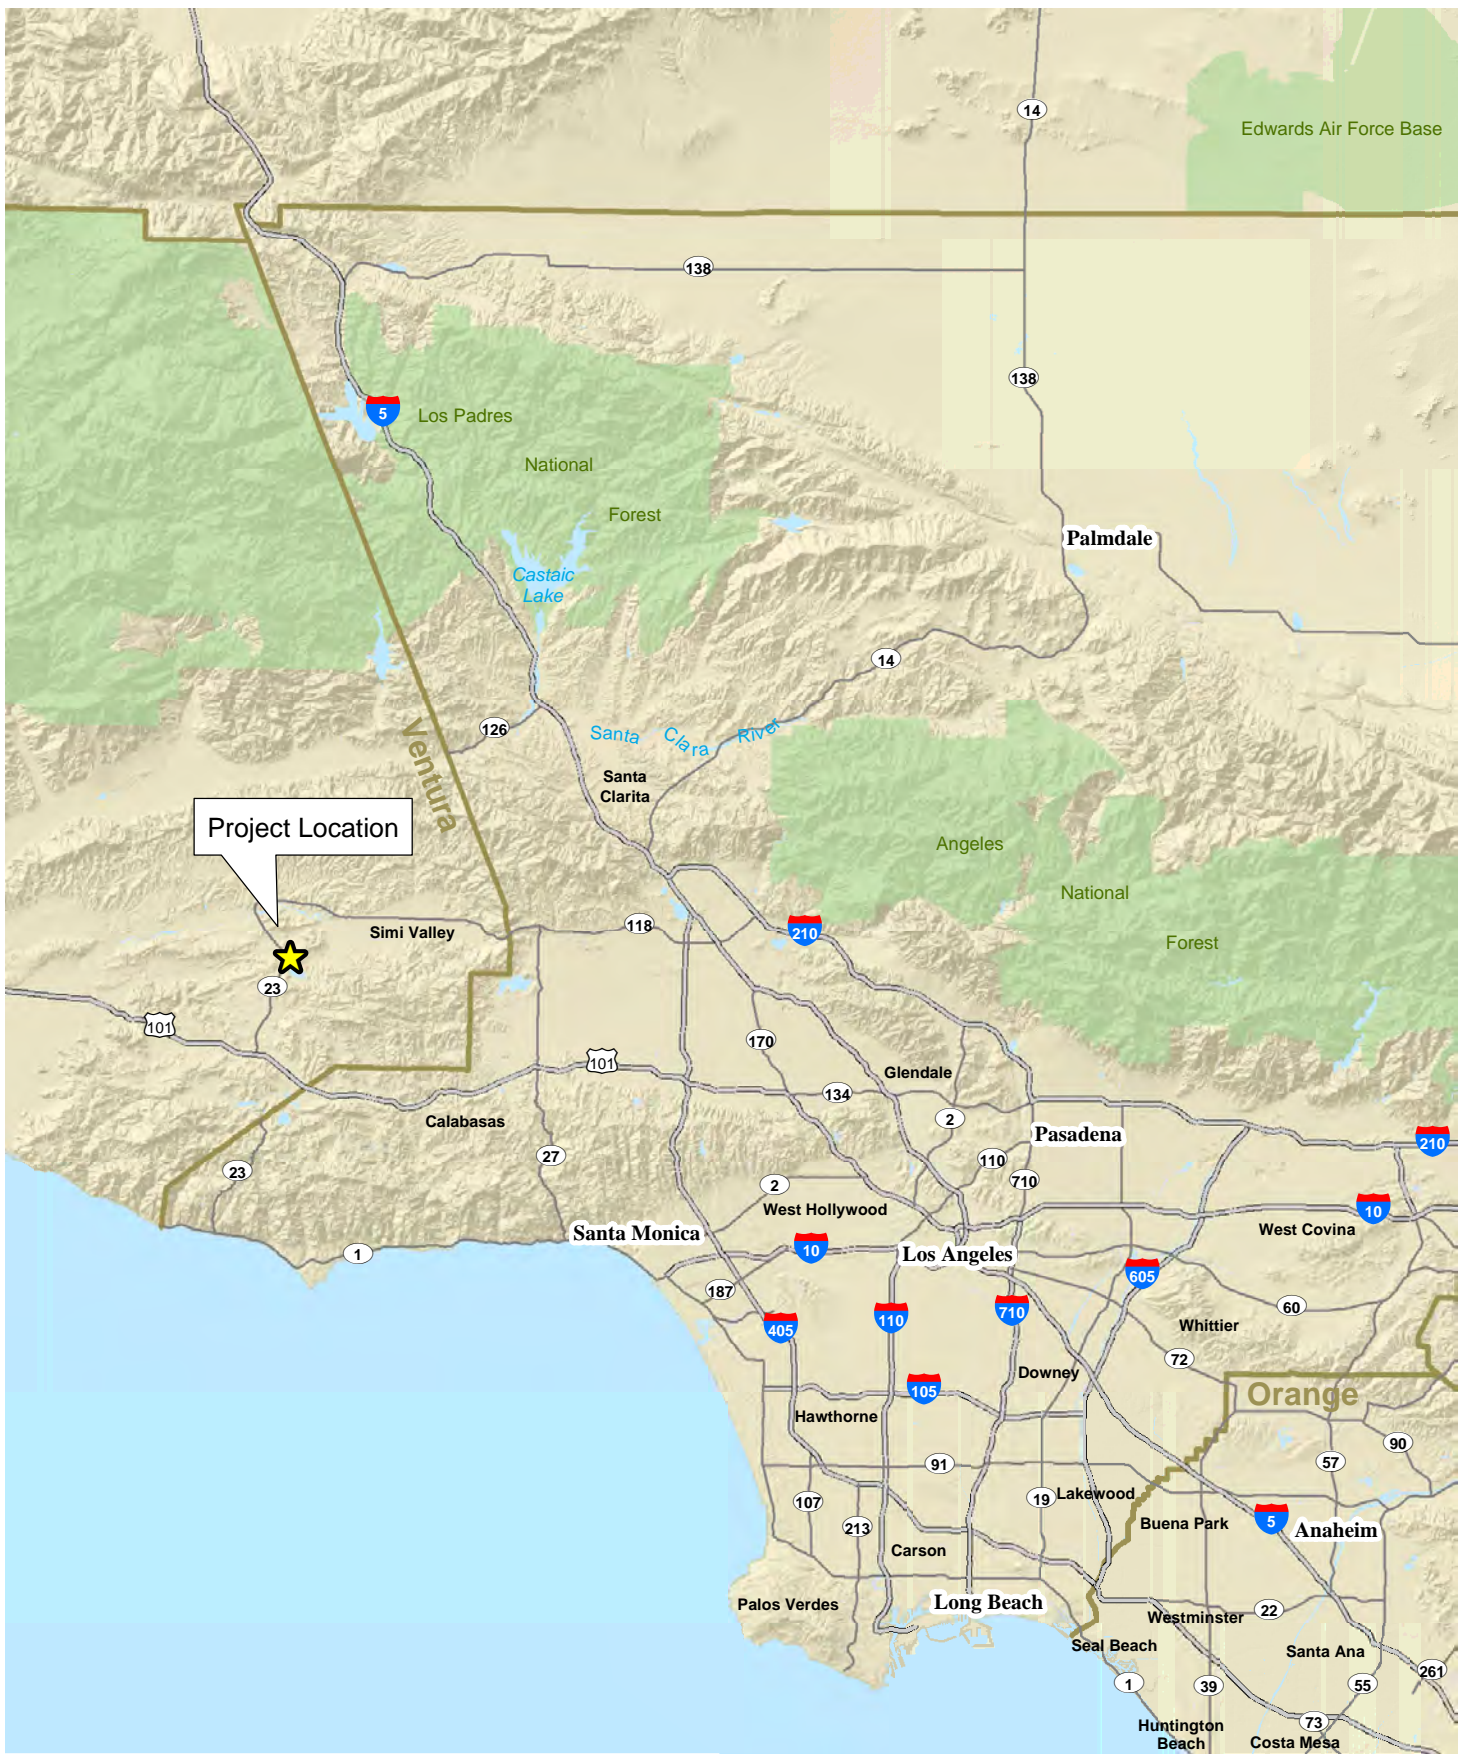 14
Edwards Air Force Base
138
138
5
Los Padres
National
Forest
Palmdale
Castaic
Lake
14
126
Ventura
Santa Clara River
Santa
Clarita
Project Location
Angeles
National
Forest
118
Simi Valley
210
23
101
170
101
Glendale
134
2
Calabasas
Pasadena
210
27
110
23
710
2
West Hollywood
10
West Covina
Santa Monica
1
10
Los Angeles
605
187
60
405
110
710
Whittier
72
Downey
105
Orange
Hawthorne
90
91
57
107
19
Lakewood
213
Buena Park
5
Anaheim
Carson
Palos Verdes
Long Beach
Westminster
22
Seal Beach
Santa Ana
261
1
39
55
73
Huntington
Beach
Costa Mesa